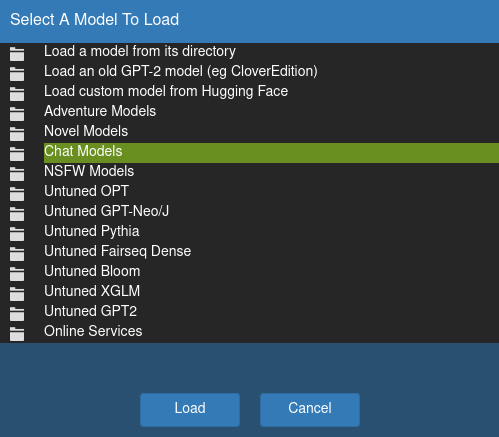 Select A Model To Load
Load a model from its directory
Load an old GPT-2 model (eg CloverEdition)
Load custom model from Hugging Face
Adventure Models
Novel Models
Chat Models
NSFW Models
Untuned OPT
Untuned GPT-Neo/J
Untuned Pythia
Untuned Fairseq Dense
Untuned Bloom
Untuned XGLM
Untuned GPT2
Online Services
Load
Cancel